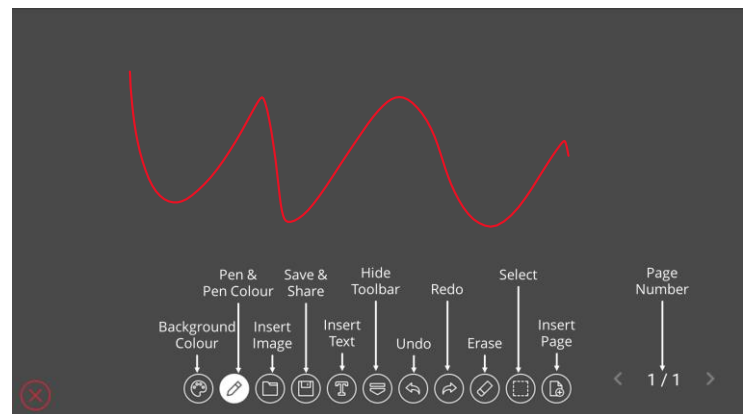 Pen &
Pen Colour
Save &
Share
Hide
Toolbar
Redo
Select
Page
Number
Background
Colour
Insert
Image
Insert
Text
Undo
Erase
Insert
Page
T
1 / 1